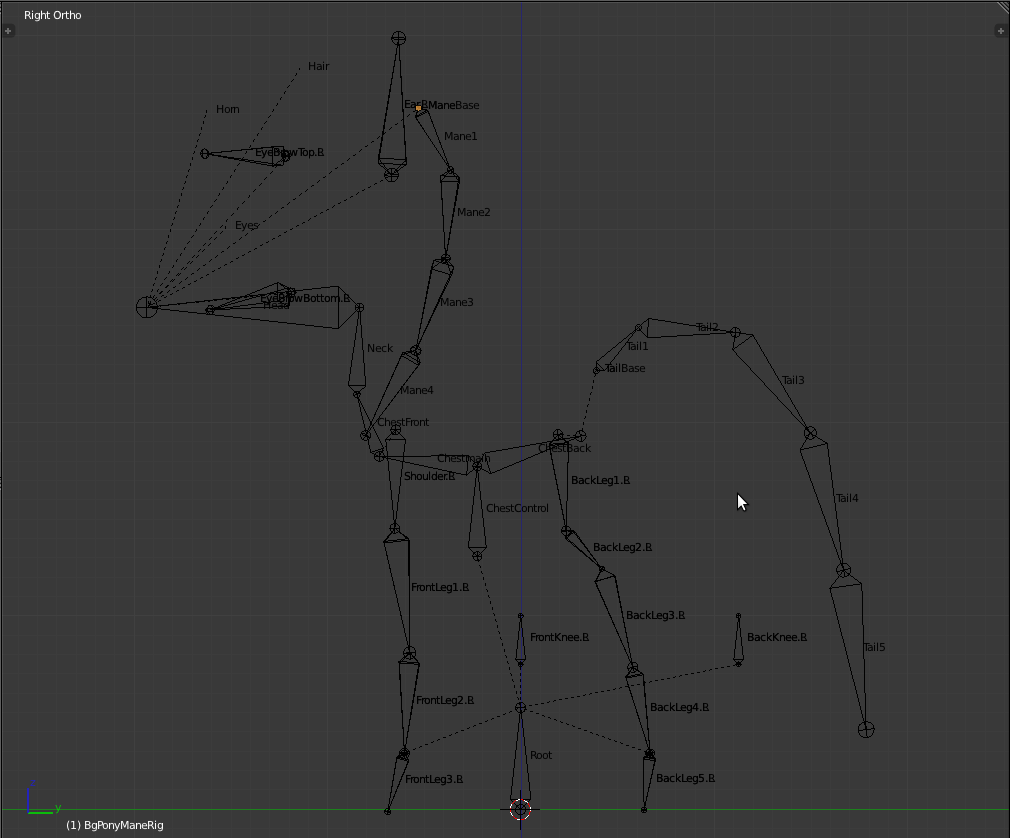 Right Ortho
Hair
Horn
EarR
ManeBase
Mane1
EyeBrowTop.R
Mane2
Eyes
EyeBrowBottom.R
Head
Mane3
Tail2
Tail1
Neck
TailBase
Tail3
Mane4
ChestFront
ChestBack
Chestmain
Shoulder.R
BackLeg1.R
Tail4
ChestControl
BackLeg2.R
FrontLeg1.R
BackLeg3.R
FrontKnee.R
BackKnee.R
Tail5
FrontLeg2.R
BackLeg4.R
Root
FrontLeg3.R
BackLeg5.R
y
(1) BgPonyManeRig